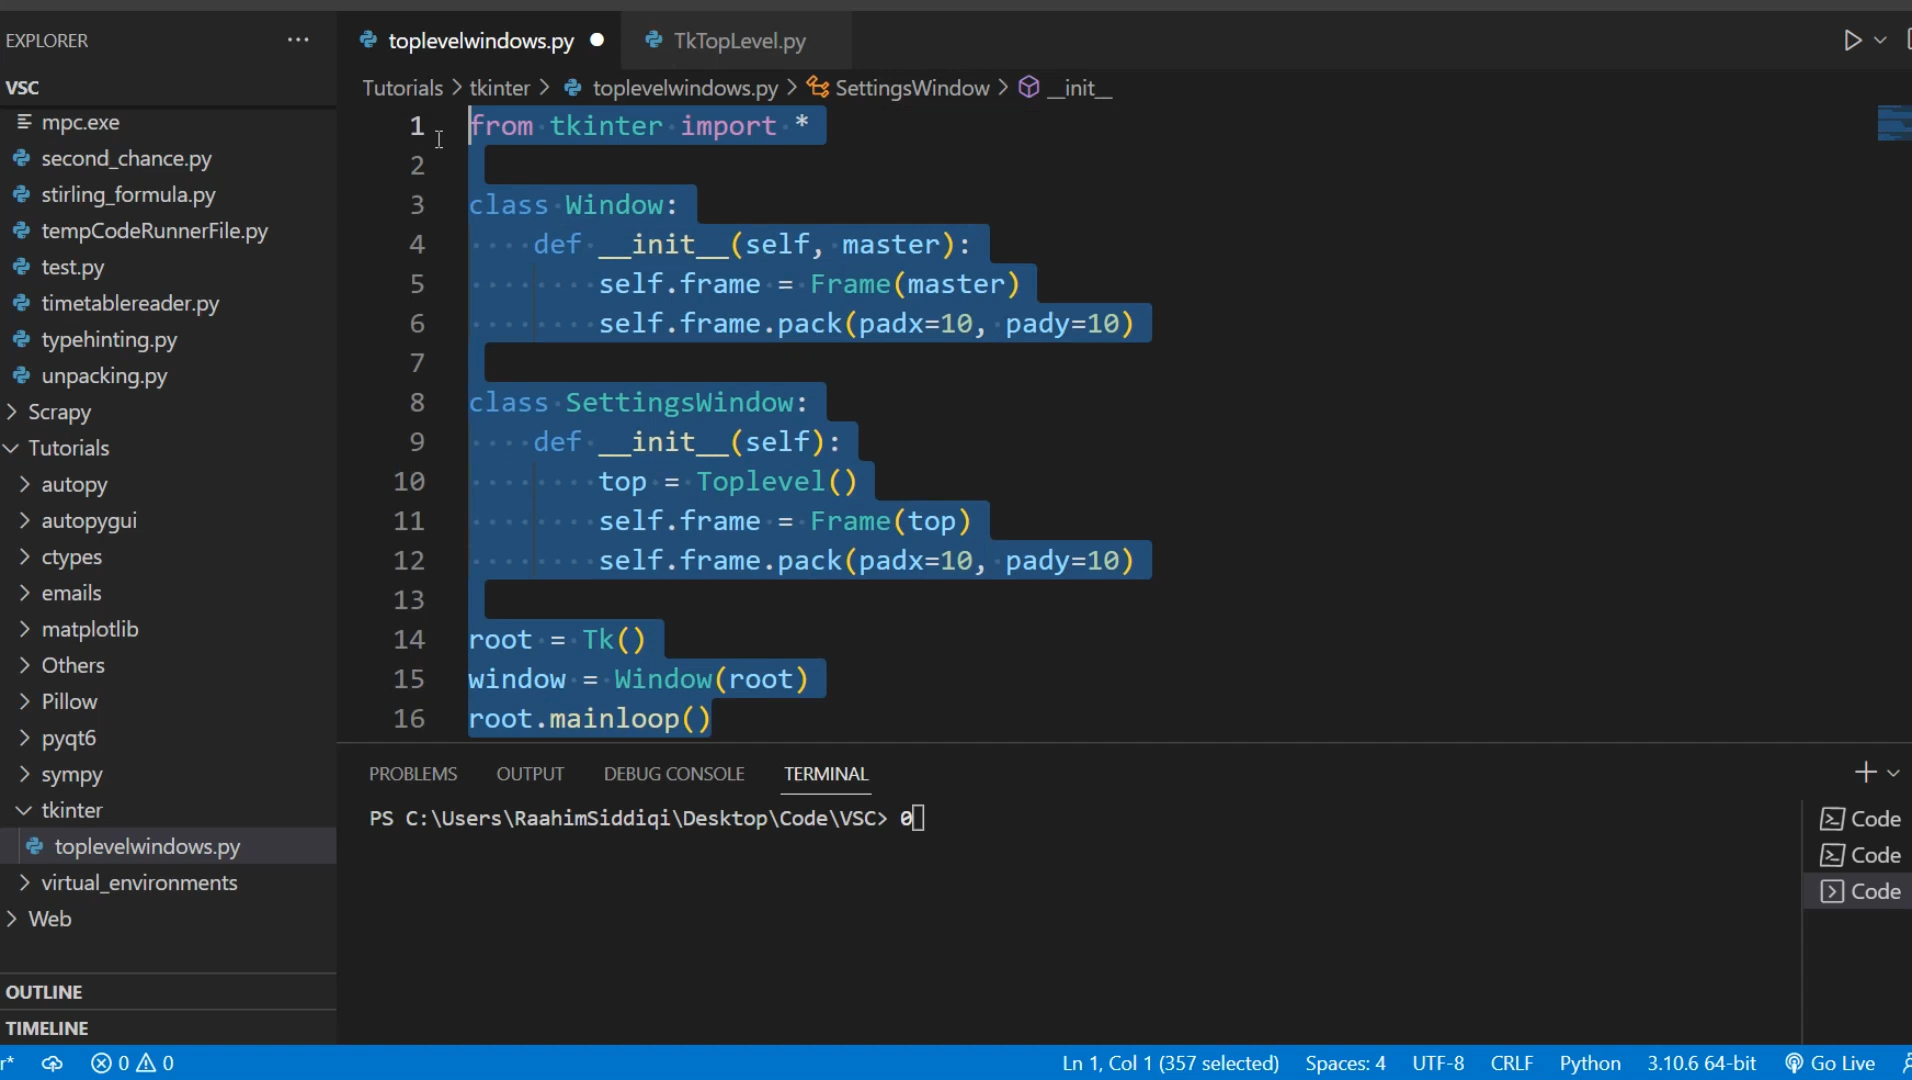 EXPLORER
VSC
mpc.exe
second_chance.py
stirling_formula.py
tempCodeRunnerFile.py
test.py
timetablereader.py
typehinting.py
unpacking.py
Scrapy
Tutorials
autopy
autopygui
ctypes
emails
matplotlib
Others
Pillow
pyqt6
sympy
tkinter
toplevelwindows.py
virtual_environments
Web
OUTLINE
TIMELINE
toplevelwindows.py TkTopLevel.py
Tutorials > tkinter > toplevelwindows.py > SettingsWindow > __init__
1 from tkinter import *
2
3 class Window:
4     def __init__(self, master):
5         self.frame = Frame(master)
6         self.frame.pack(padx=10, pady=10)
7
8 class SettingsWindow:
9     def __init__(self):
10         top = Toplevel()
11         self.frame = Frame(top)
12         self.frame.pack(padx=10, pady=10)
13
14 root = Tk()
15 window = Window(root)
16 root.mainloop()
PROBLEMS OUTPUT DEBUG CONSOLE TERMINAL
PS C:\Users\RaahimSiddiqi\Desktop\Code\VSC> 0
Code
Code
Code
r* 0 0 Ln 1, Col 1 (357 selected) Spaces: 4 UTF-8 CRLF Python 3.10.6 64-bit Go Live